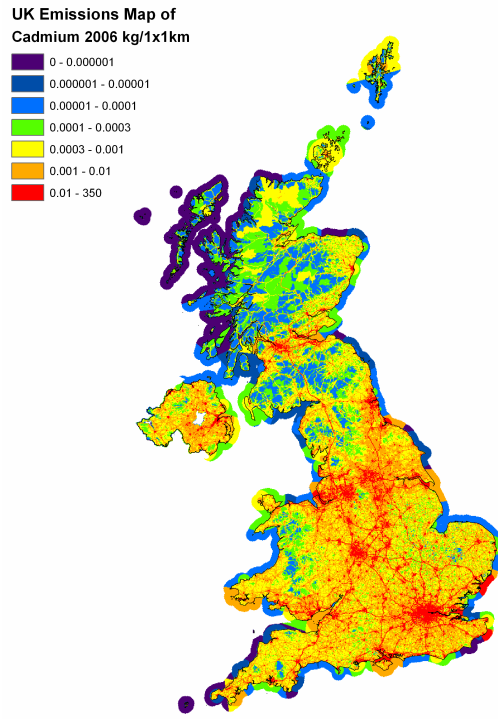 UK Emissions Map of
Cadmium 2006 kg/1x1km
0 - 0.000001
0.000001 - 0.00001
0.00001 - 0.0001
0.0001 - 0.0003
0.0003 - 0.001
0.001 - 0.01
0.01 - 350